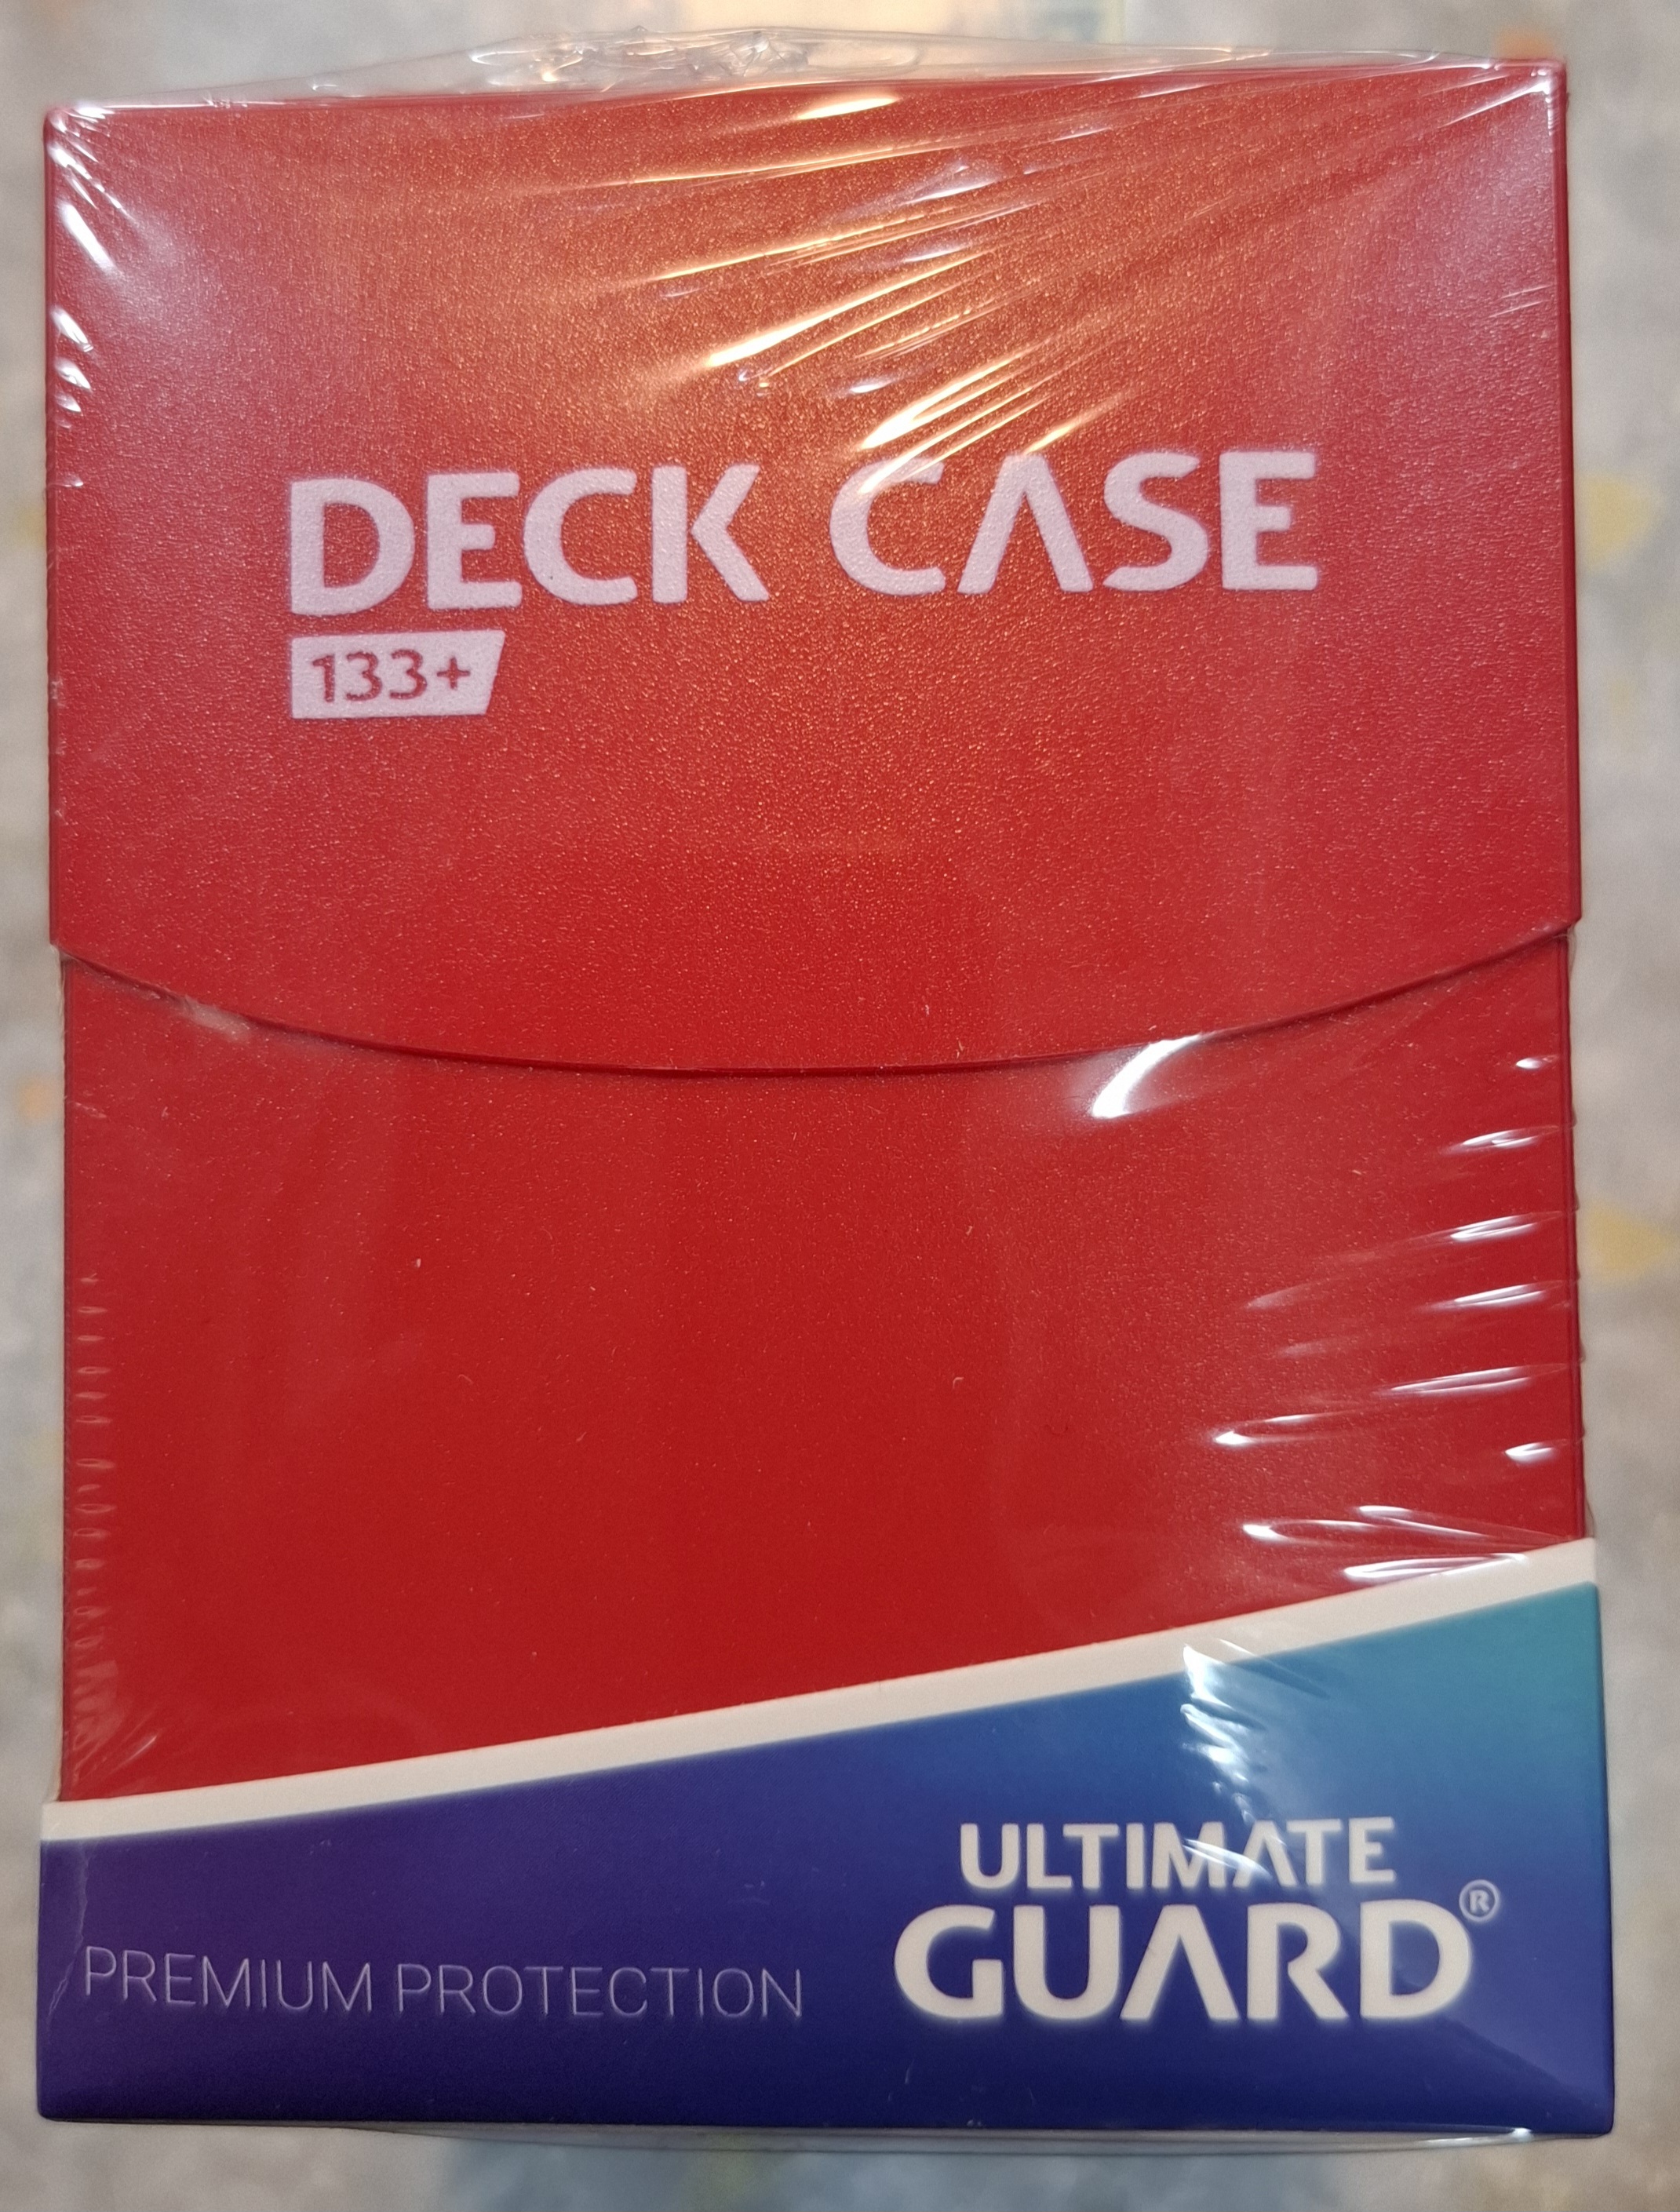 DECK CASE
133+
ULTIMATE
GUARD®
PREMIUM PROTECTION